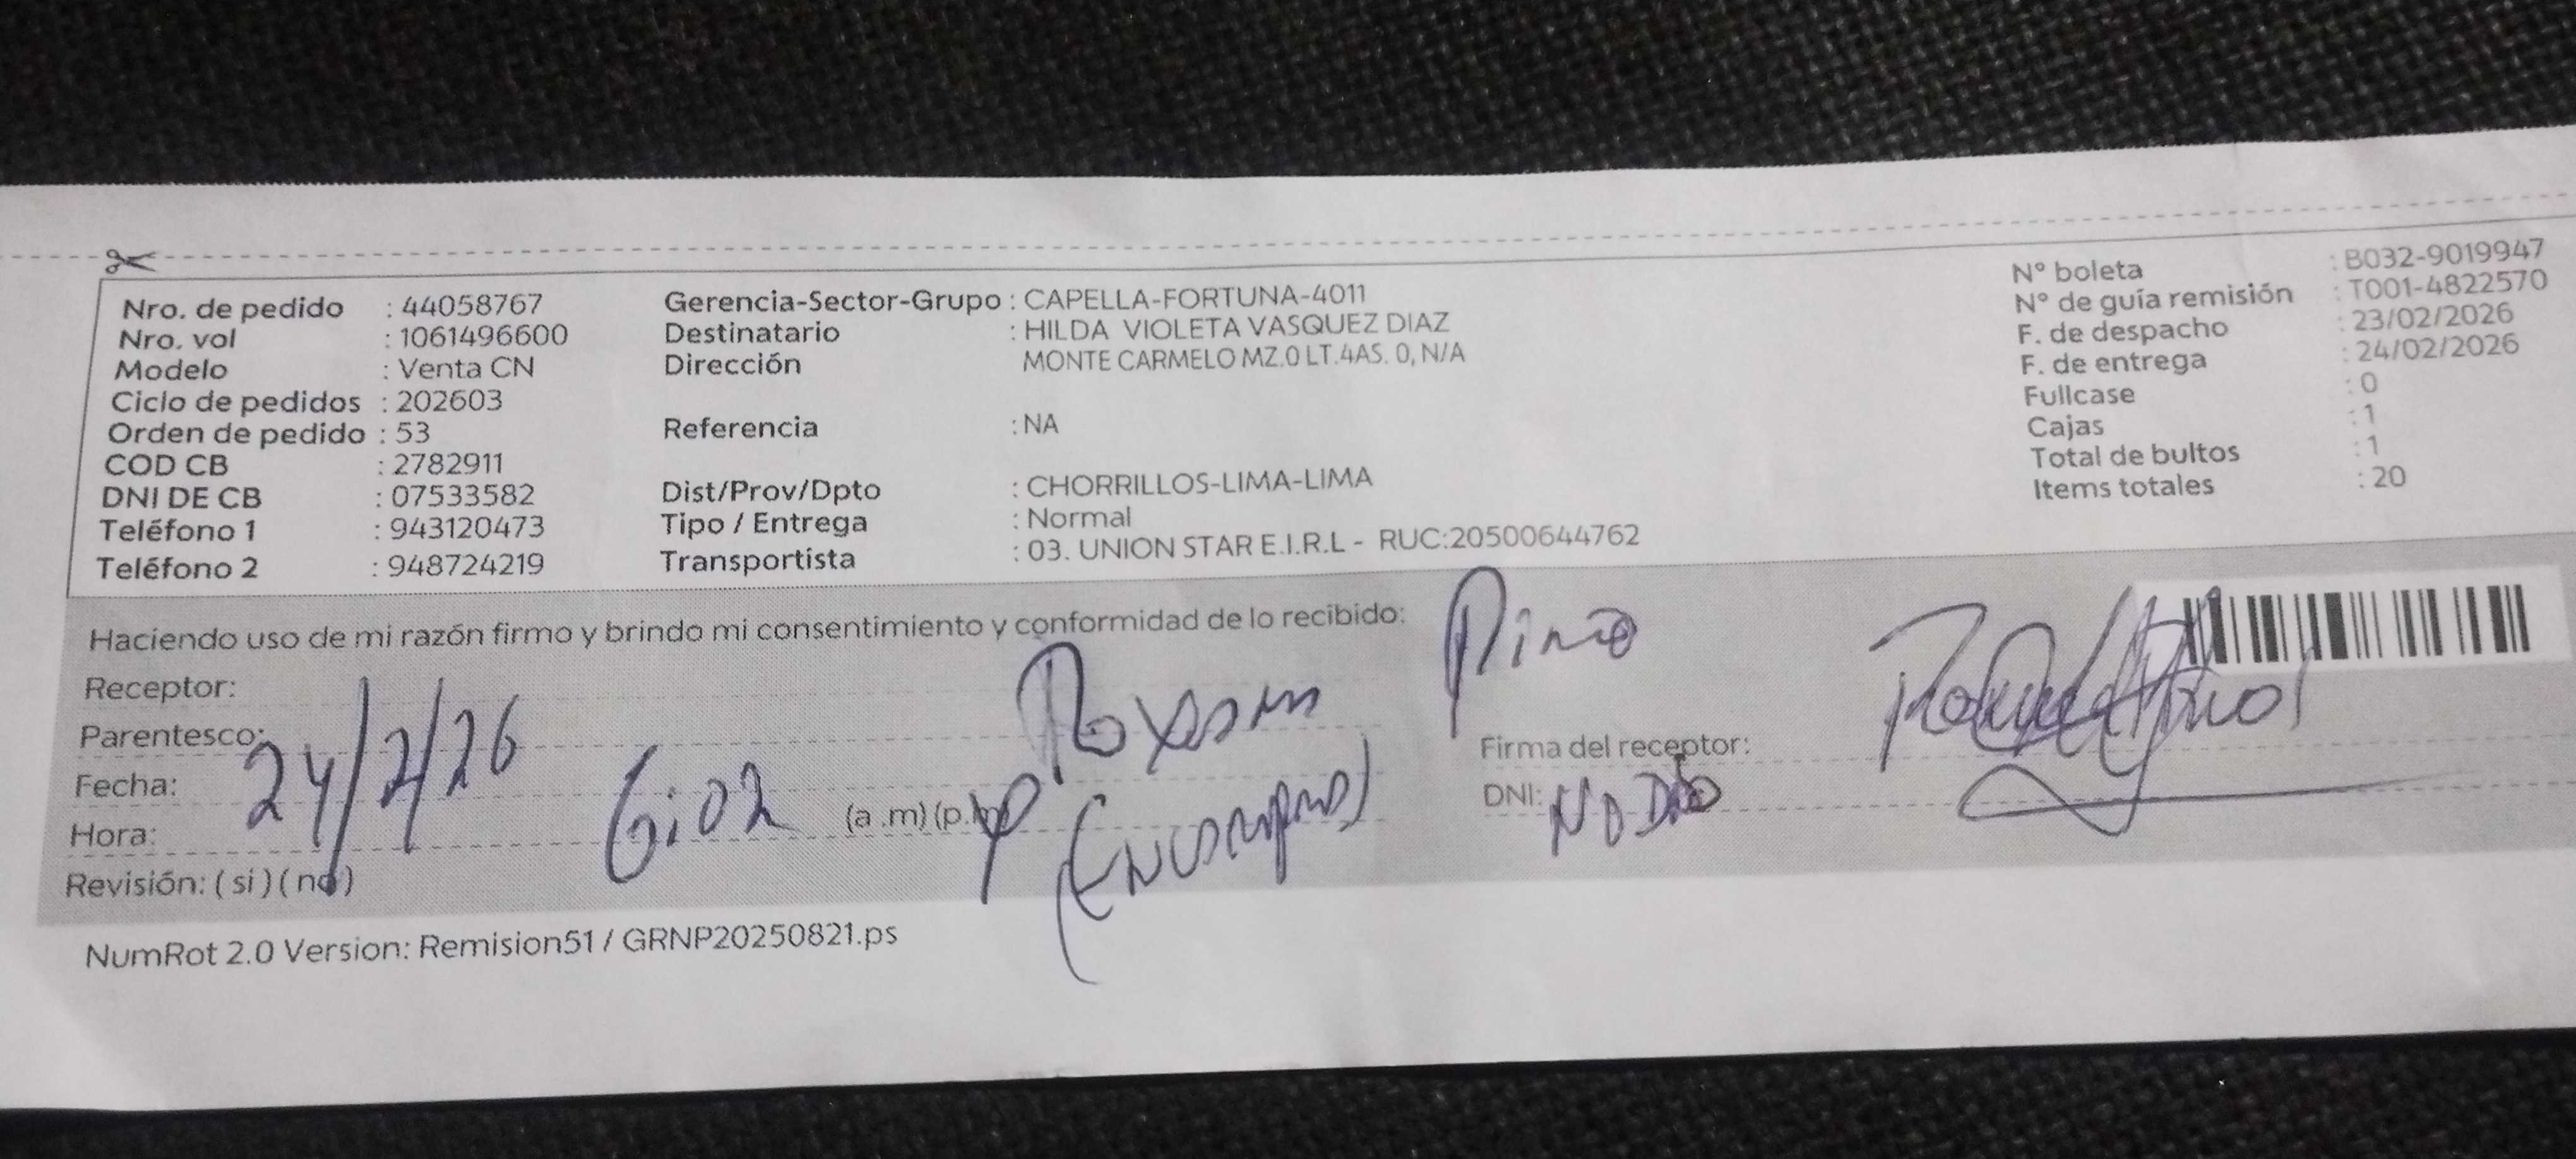 Nro. de pedido : 44058767
Nro. vol : 1061496600
Modelo : Venta CN
Ciclo de pedidos : 202603
Orden de pedido : 53
COD CB : 2782911
DNI DE CB : 07533582
Teléfono 1 : 943120473
Teléfono 2 : 948724219
Gerencia-Sector-Grupo : CAPELLA-FORTUNA-4011
Destinatario : HILDA VIOLETA VASQUEZ DIAZ
Dirección MONTE CARMELO MZ.0 LT.4AS. 0, N/A
Referencia : NA
Dist/Prov/Dpto : CHORRILLOS-LIMA-LIMA
Tipo / Entrega : Normal
Transportista : 03. UNION STAR E.I.R.L - RUC:20500644762
N° boleta : B032-9019947
N° de guía remisión : T001-4822570
F. de despacho : 23/02/2026
F. de entrega : 24/02/2026
Fullcase : 0
Cajas : 1
Total de bultos : 1
Items totales : 20
Haciendo uso de mi razón firmo y brindo mi consentimiento y conformidad de lo recibido:
Receptor:
Parentesco:
Fecha: 24/2/26
Hora: 6:02 (a .m) (p.m)
Revisión: ( si ) ( no )
Pino
Firma del receptor:
DNI: NO DIO
NumRot 2.0 Version: Remision51 / GRNP20250821.ps